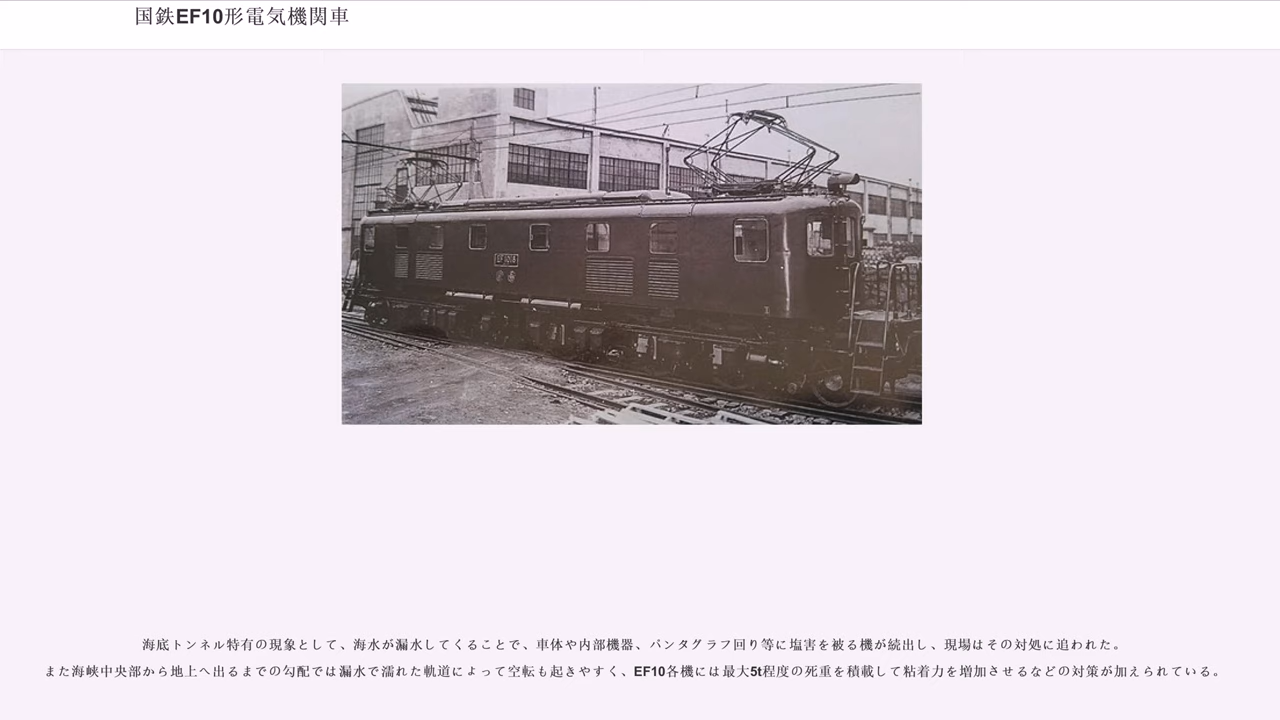 国鉄EF10形電気機関車
海底トンネル特有の現象として、海水が漏水してくることで、車体や内部機器、パンタグラフ回り等に塩害を被る機が続出し、現場はその対処に追われた。
また海峡中央部から地上へ出るまでの勾配では漏水で濡れた軌道によって空転も起きやすく、EF10各機には最大5t程度の死重を積載して粘着力を増加させるなどの対策が加えられている。